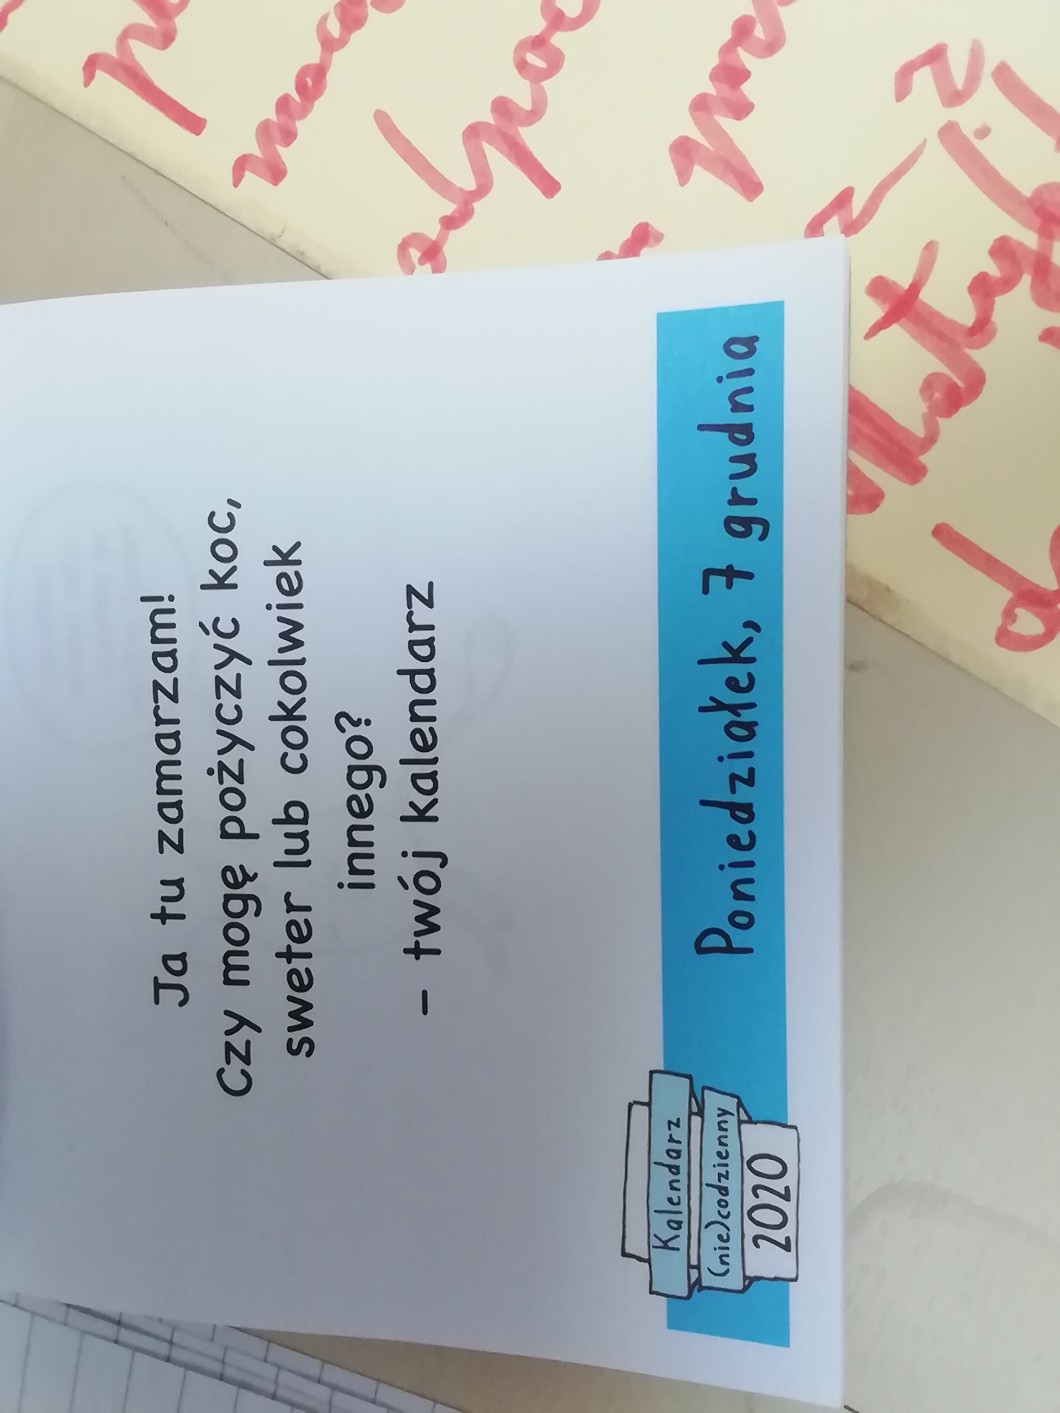 Ja tu zamarzam!
Czy mogę pożyczyć koc,
sweter lub cokolwiek
innego?
– twój kalendarz
Kalendarz
(nie)codzienny
2020
Poniedziałek, 7 grudnia